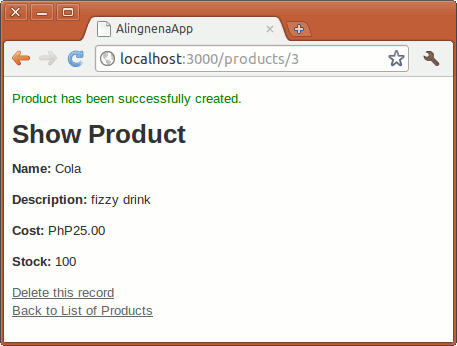 AlingnenaApp
localhost:3000/products/3
Product has been successfully created.
Show Product
Name: Cola
Description: fizzy drink
Cost: PhP25.00
Stock: 100
Delete this record
Back to List of Products